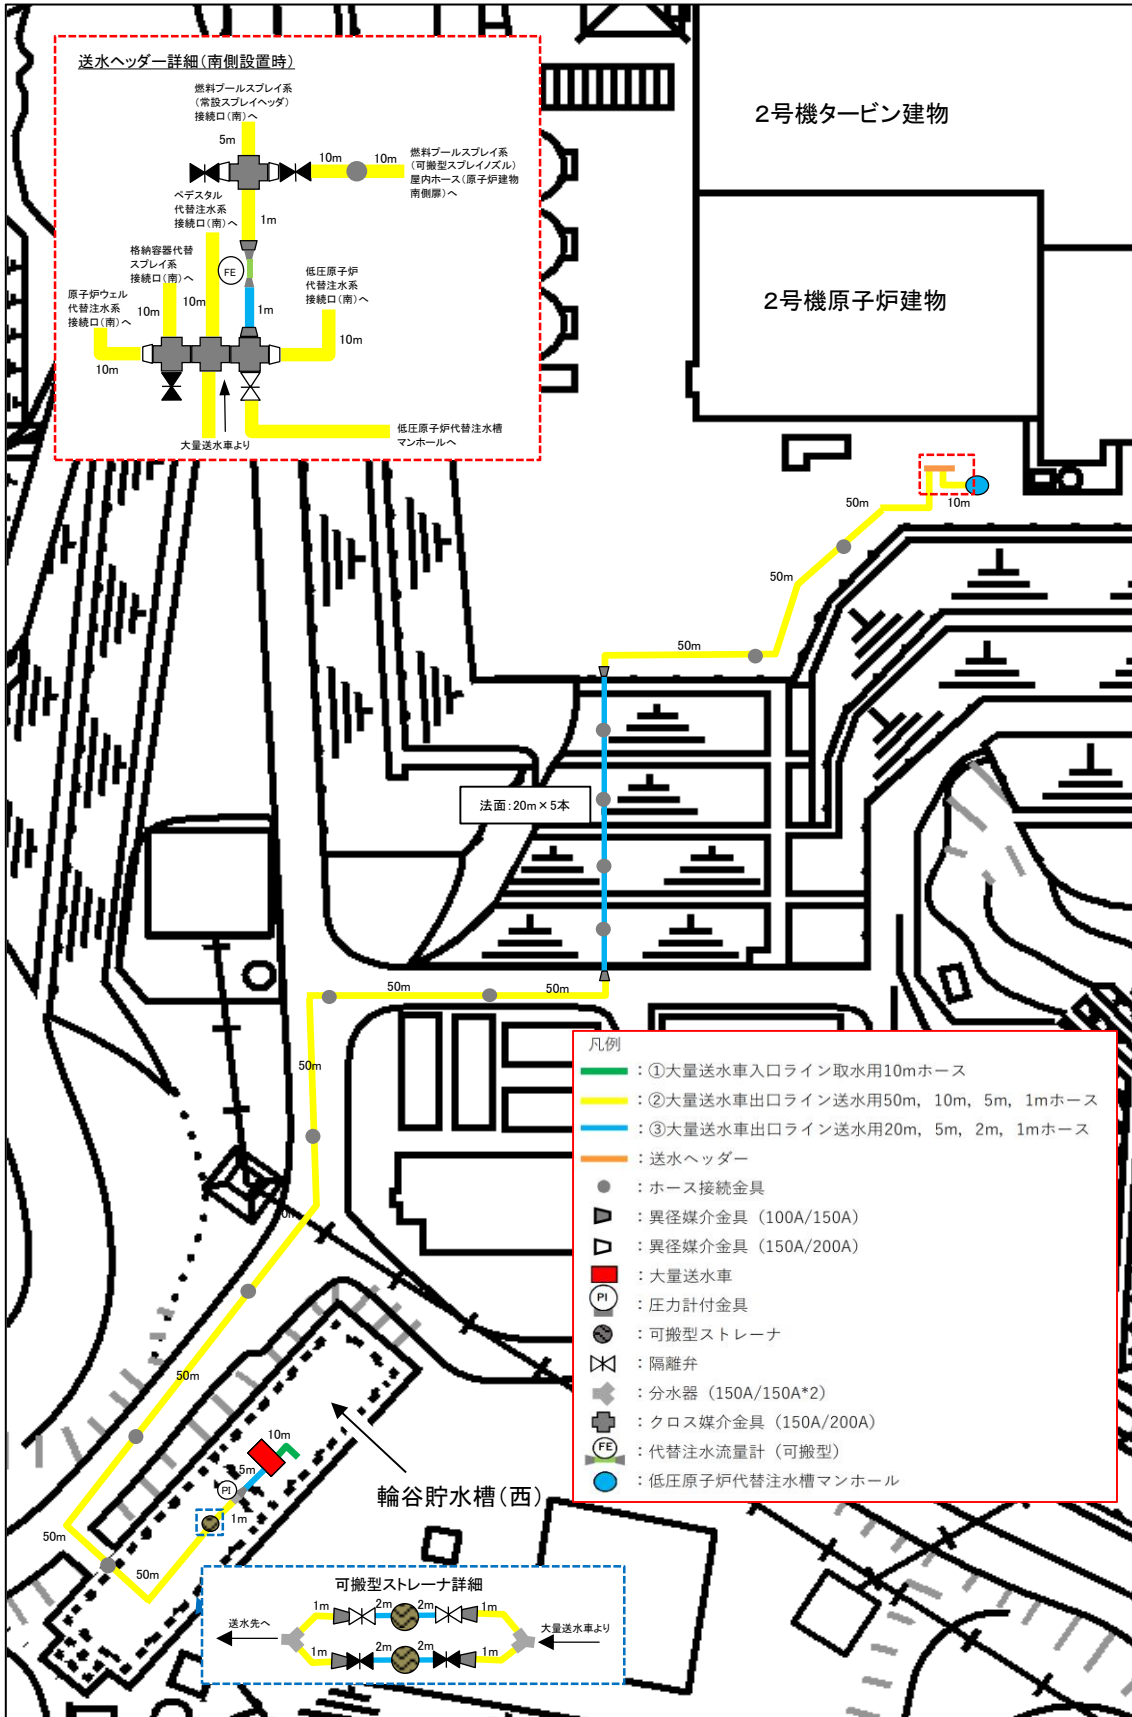 送水ヘッダー詳細(南側設置時)
燃料プールスプレイ系
(常設スプレイヘッダ)
接続口(南)へ
5m
10m
10m
燃料プールスプレイ系
(可搬型スプレイノズル)
屋内ホース(原子炉建物
南側扉)へ
ペデスタル
代替注水系
接続口(南)へ
1m
格納容器代替
スプレイ系
接続口(南)へ
FE
低圧原子炉
代替注水系
接続口(南)へ
原子炉ウェル
代替注水系
接続口(南)へ
10m
10m
1m
10m
10m
大量送水車より
低圧原子炉代替注水槽
マンホールへ
2号機タービン建物
2号機原子炉建物
50m
10m
50m
50m
法面:20m×5本
50m
50m
50m
50m
50m
10m
5m
PI
1m
50m
50m
輪谷貯水槽(西)
凡例
:①大量送水車入口ライン取水用10mホース
:②大量送水車出口ライン送水用50m, 10m, 5m, 1mホース
:③大量送水車出口ライン送水用20m, 5m, 2m, 1mホース
:送水ヘッダー
:ホース接続金具
:異径媒介金具 (100A/150A)
:異径媒介金具 (150A/200A)
:大量送水車
PI
:圧力計付金具
:可搬型ストレーナ
:隔離弁
:分水器 (150A/150A*2)
:クロス媒介金具 (150A/200A)
FE
:代替注水流量計 (可搬型)
:低圧原子炉代替注水槽マンホール
可搬型ストレーナ詳細
1m
2m
2m
1m
送水先へ
大量送水車より
1m
2m
2m
1m